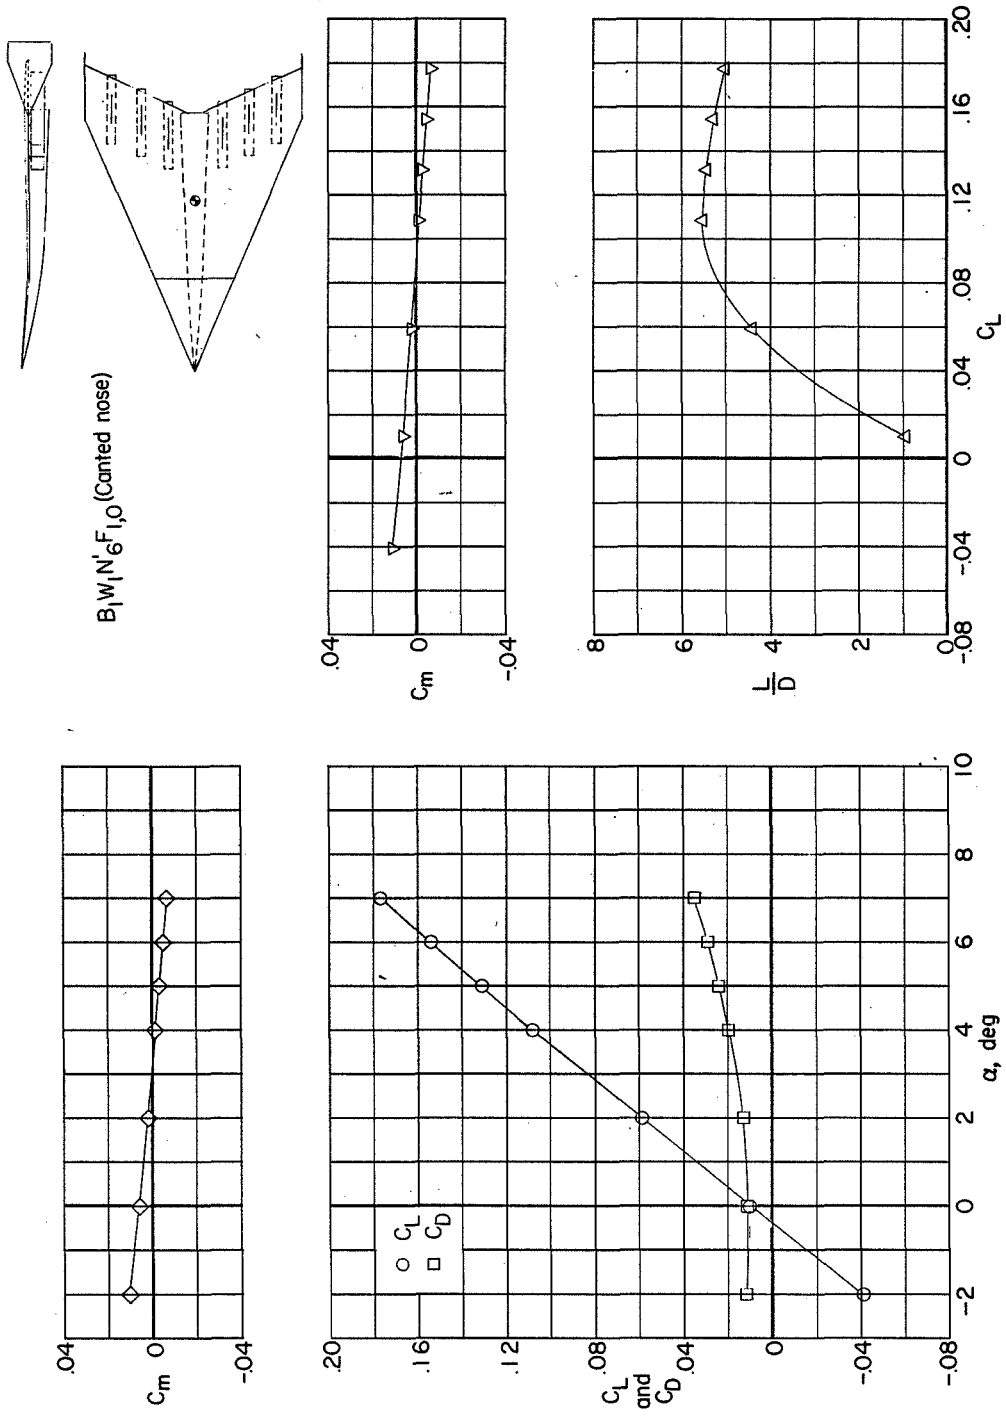 .04
0
-.04
Cm
.20
.16
.12
.08
.04
0
-.04
-.08
CL
and
CD
CL
CD
-2
0
2
4
6
8
10
α, deg
B1W1N'6F1,0 (Canted nose)
.04
0
-.04
Cm
8
6
4
2
0
L
D
-.08
-.04
0
.04
.08
.12
.16
.20
CL